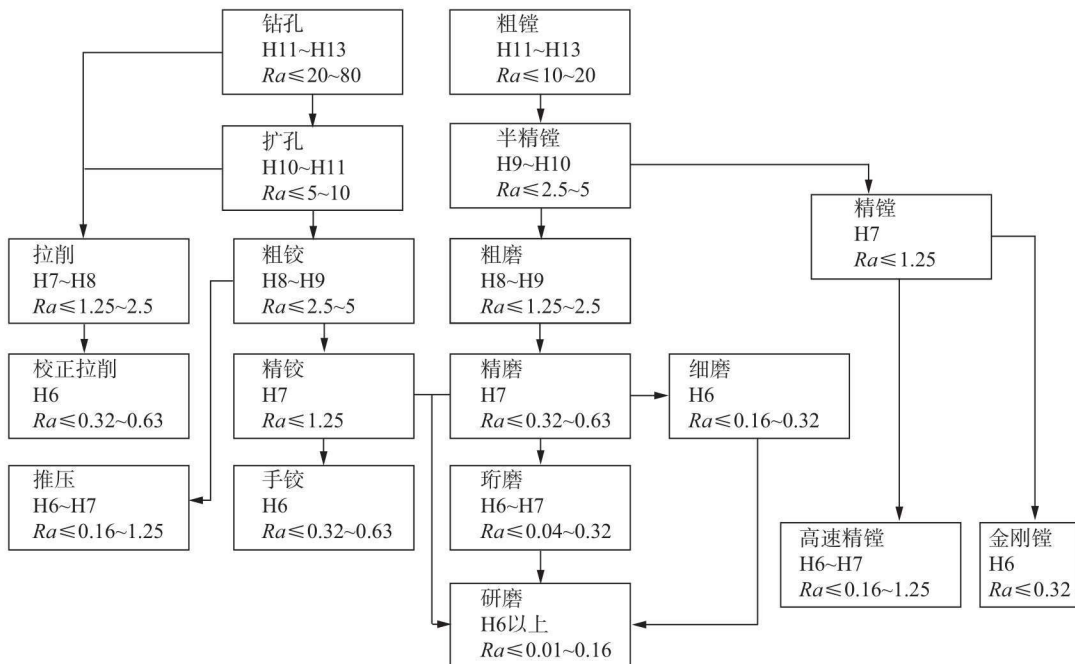 钻孔
H11~H13
Ra≤20~80
粗镗
H11~H13
Ra≤10~20
扩孔
H10~H11
Ra≤5~10
半精镗
H9~H10
Ra≤2.5~5
精镗
H7
Ra≤1.25
拉削
H7~H8
Ra≤1.25~2.5
粗铰
H8~H9
Ra≤2.5~5
粗磨
H8~H9
Ra≤1.25~2.5
校正拉削
H6
Ra≤0.32~0.63
精铰
H7
Ra≤1.25
精磨
H7
Ra≤0.32~0.63
细磨
H6
Ra≤0.16~0.32
推压
H6~H7
Ra≤0.16~1.25
手铰
H6
Ra≤0.32~0.63
珩磨
H6~H7
Ra≤0.04~0.32
高速精镗
H6~H7
Ra≤0.16~1.25
金刚镗
H6
Ra≤0.32
研磨
H6以上
Ra≤0.01~0.16